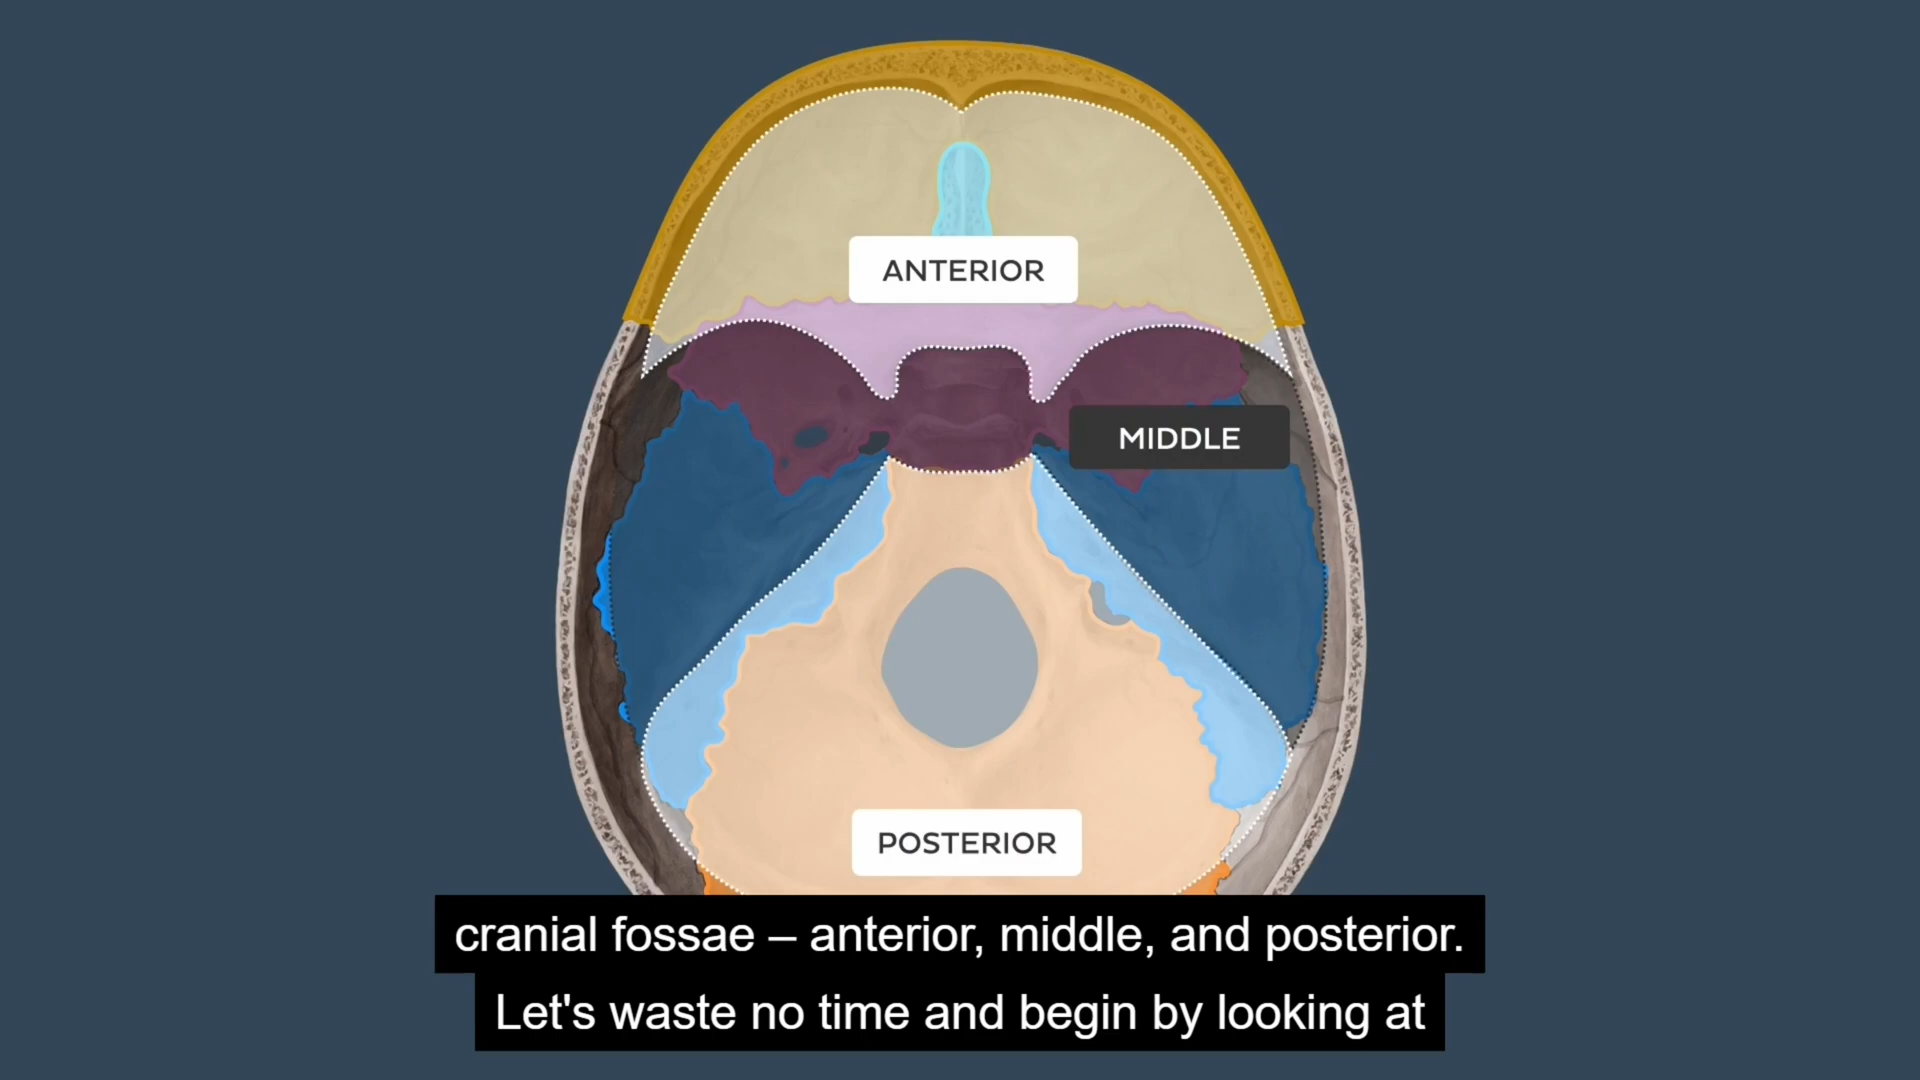 ANTERIOR
MIDDLE
POSTERIOR
cranial fossae – anterior, middle, and posterior.
Let's waste no time and begin by looking at